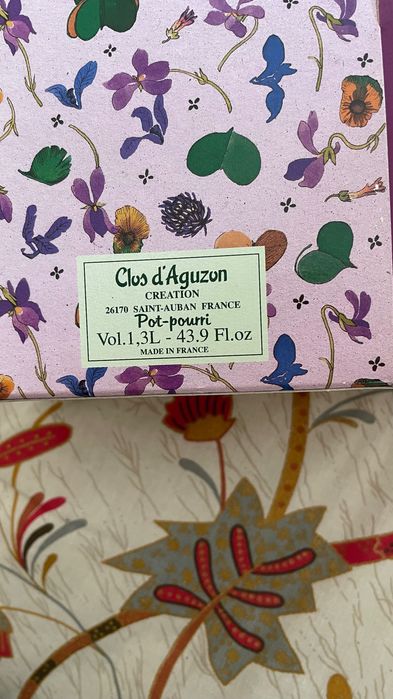 Clos d'Aguzon
CREATION
26170 SAINT-AUBAN FRANCE
Pot-pourri
Vol.1,3L - 43.9 Fl.oz
MADE IN FRANCE